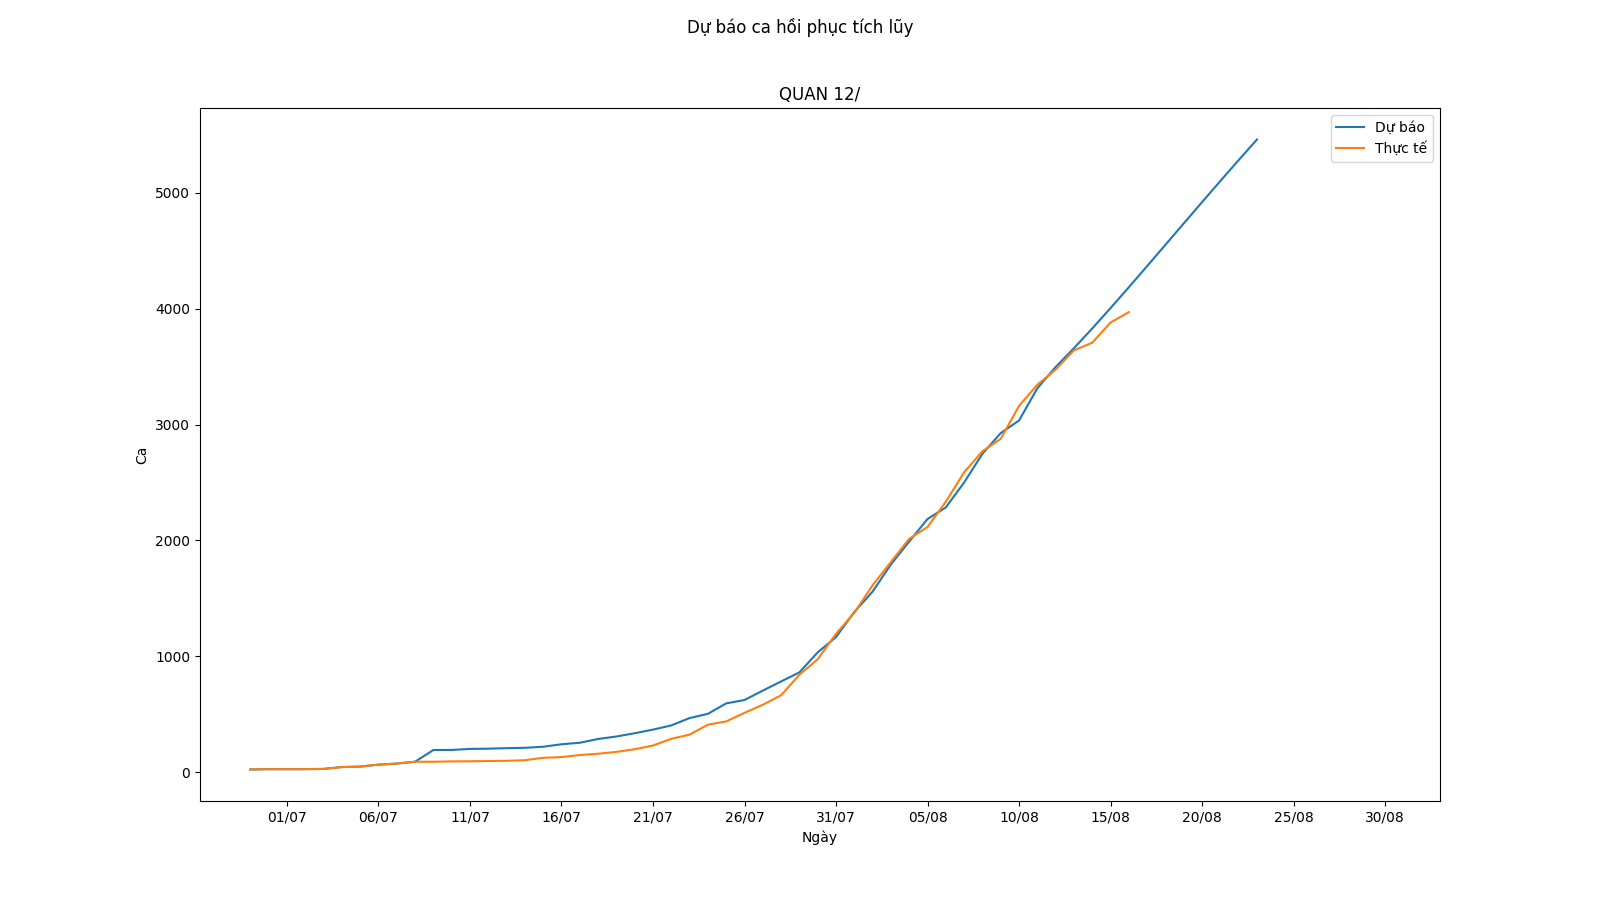 Dự báo ca hồi phục tích lũy
QUAN 12/
Dự báo
Thực tế
5000
4000
3000
2000
1000
0
Ca
01/07 06/07 11/07 16/07 21/07 26/07 31/07 05/08 10/08 15/08 20/08 25/08 30/08
Ngày